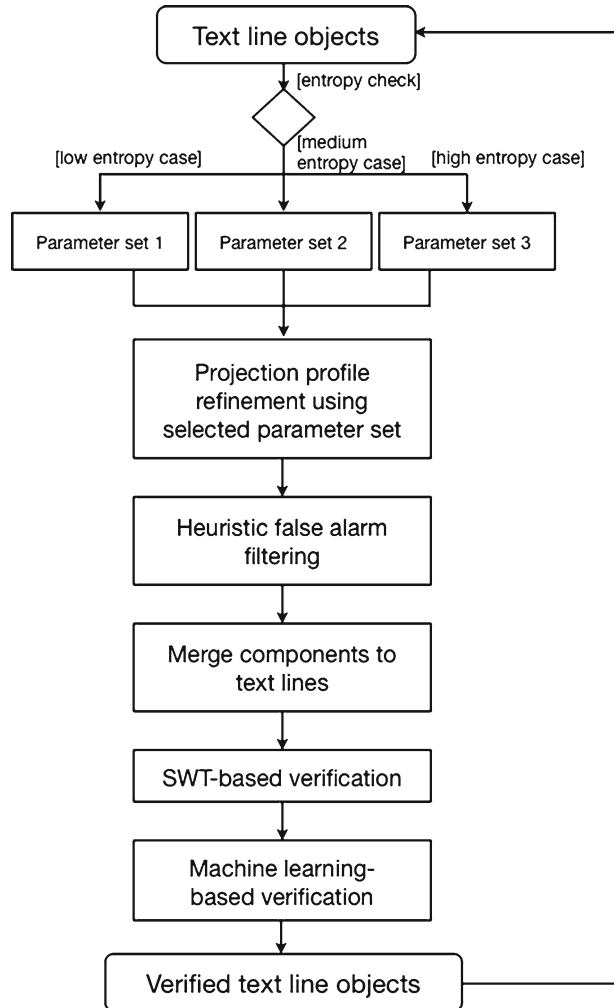 Text line objects
[entropy check]
[medium
entropy case]
[low entropy case]
[high entropy case]
Parameter set 1
Parameter set 2
Parameter set 3
Projection profile
refinement using
selected parameter set
Heuristic false alarm
filtering
Merge components to
text lines
SWT-based verification
Machine learning-
based verification
Verified text line objects